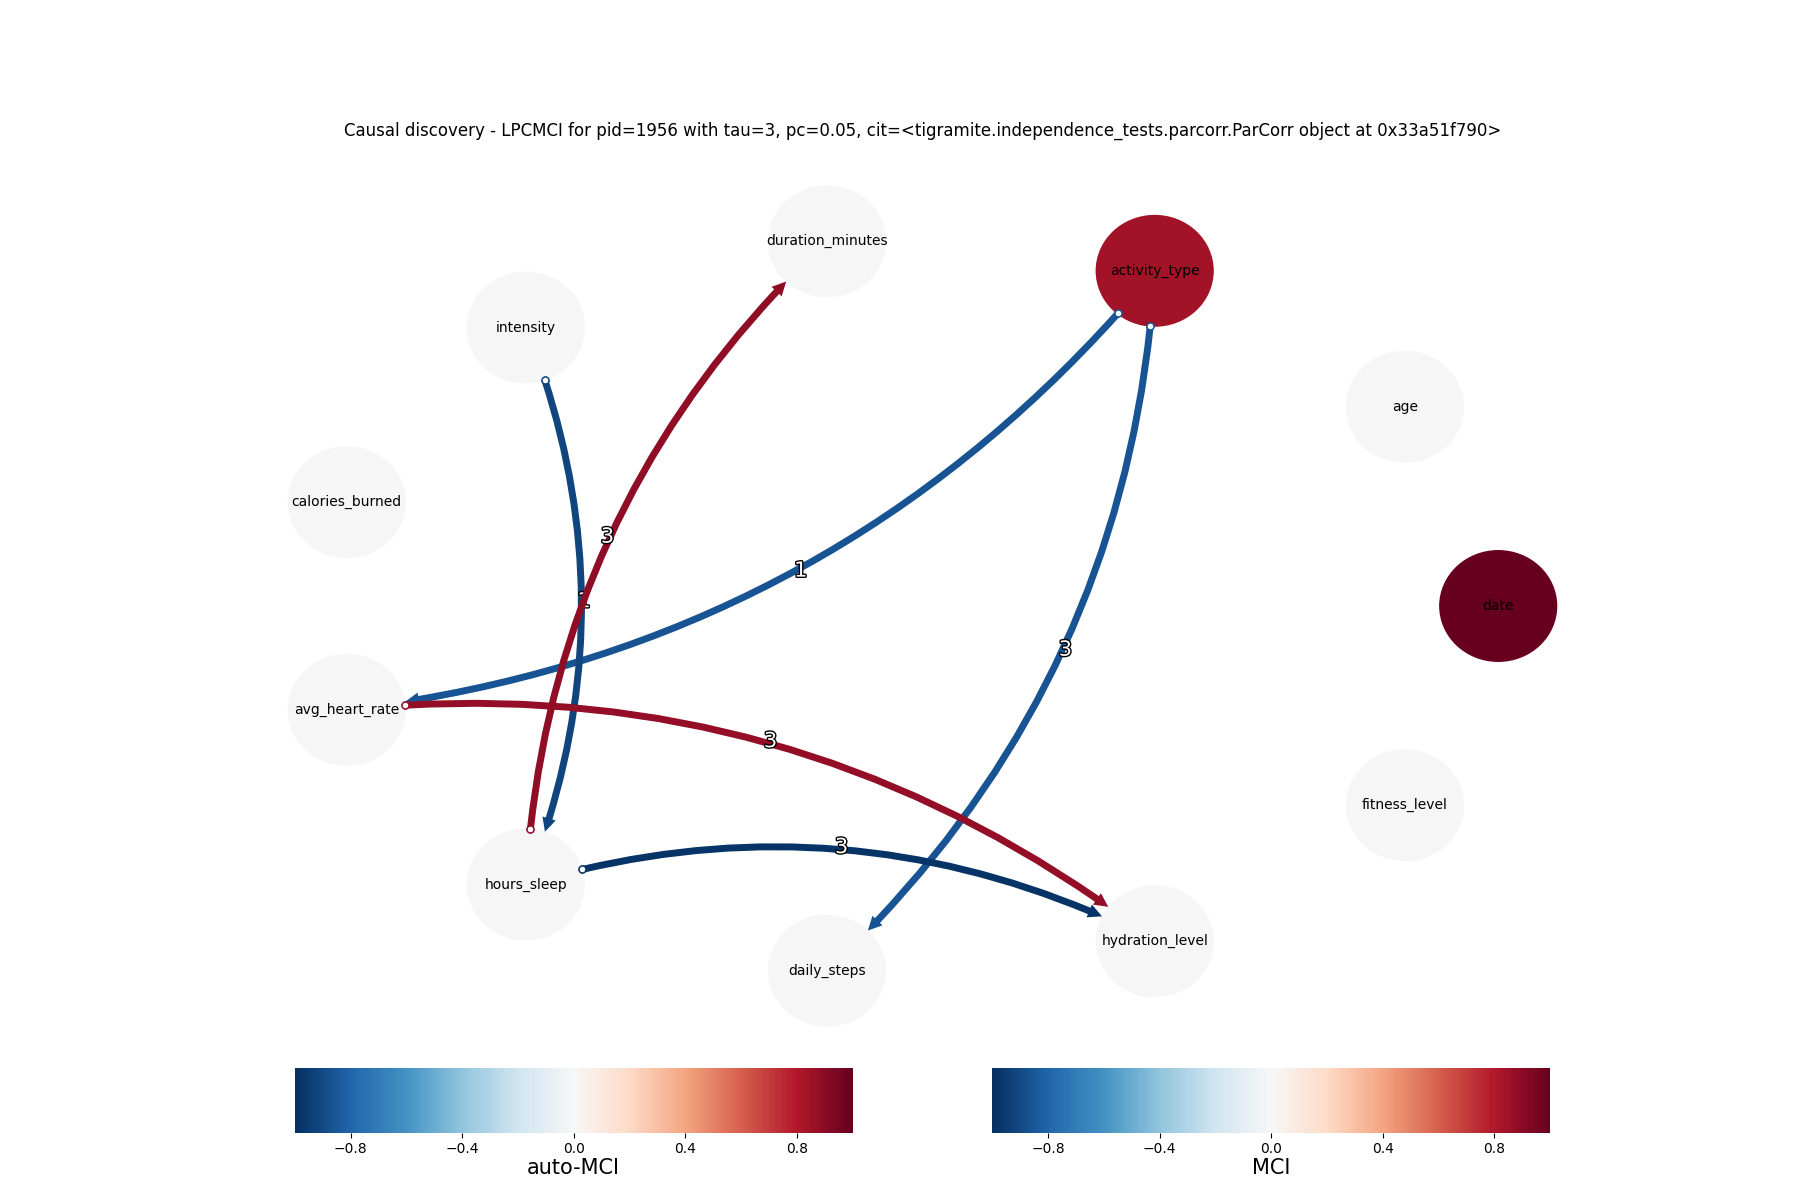 Causal discovery - LPCMCI for pid=1956 with tau=3, pc=0.05, cit=<tigramite.independence_tests.parcorr.ParCorr object at 0x33a51f790>
duration_minutes
activity_type
intensity
age
calories_burned
3
1
date
3
avg_heart_rate
3
fitness_level
3
hours_sleep
hydration_level
daily_steps
−0.8 −0.4 0.0 0.4 0.8
auto-MCI
−0.8 −0.4 0.0 0.4 0.8
MCI